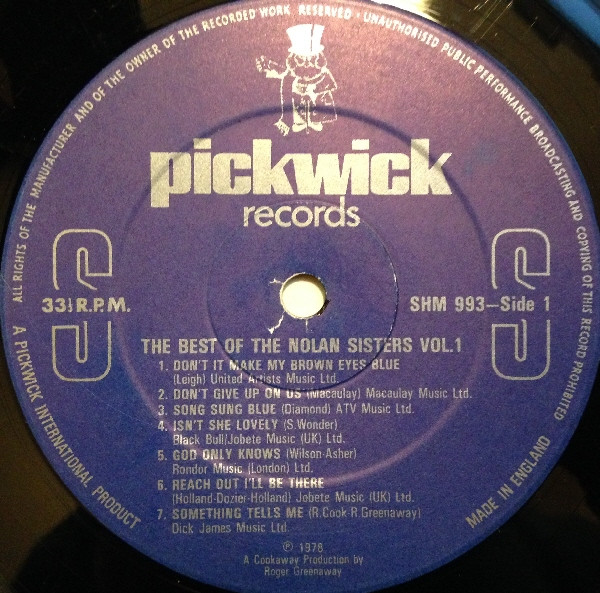 ALL RIGHTS OF THE MANUFACTURER AND OF THE OWNER OF THE RECORDED WORK RESERVED · UNAUTHORISED PUBLIC PERFORMANCE BROADCASTING AND COPYING OF THIS RECORD PROHIBITED
pickwick
records
33⅓ R.P.M.
SHM 993–Side 1
THE BEST OF THE NOLAN SISTERS VOL.1
1. DON'T IT MAKE MY BROWN EYES BLUE
(Leigh) United Artists Music Ltd.
2. DON'T GIVE UP ON US (Macaulay) Macaulay Music Ltd.
3. SONG SUNG BLUE (Diamond) ATV Music Ltd.
4. ISN'T SHE LOVELY (S.Wonder)
Black Bull/Jobete Music (UK) Ltd.
5. GOD ONLY KNOWS (Wilson-Asher)
Rondor Music (London) Ltd.
6. REACH OUT I'LL BE THERE
(Holland-Dozier-Holland) Jobete Music (UK) Ltd.
7. SOMETHING TELLS ME (R.Cook-R.Greenaway)
Dick James Music Ltd.
℗ 1978
A Cookaway Production by
Roger Greenaway
A PICKWICK INTERNATIONAL PRODUCT
MADE IN ENGLAND